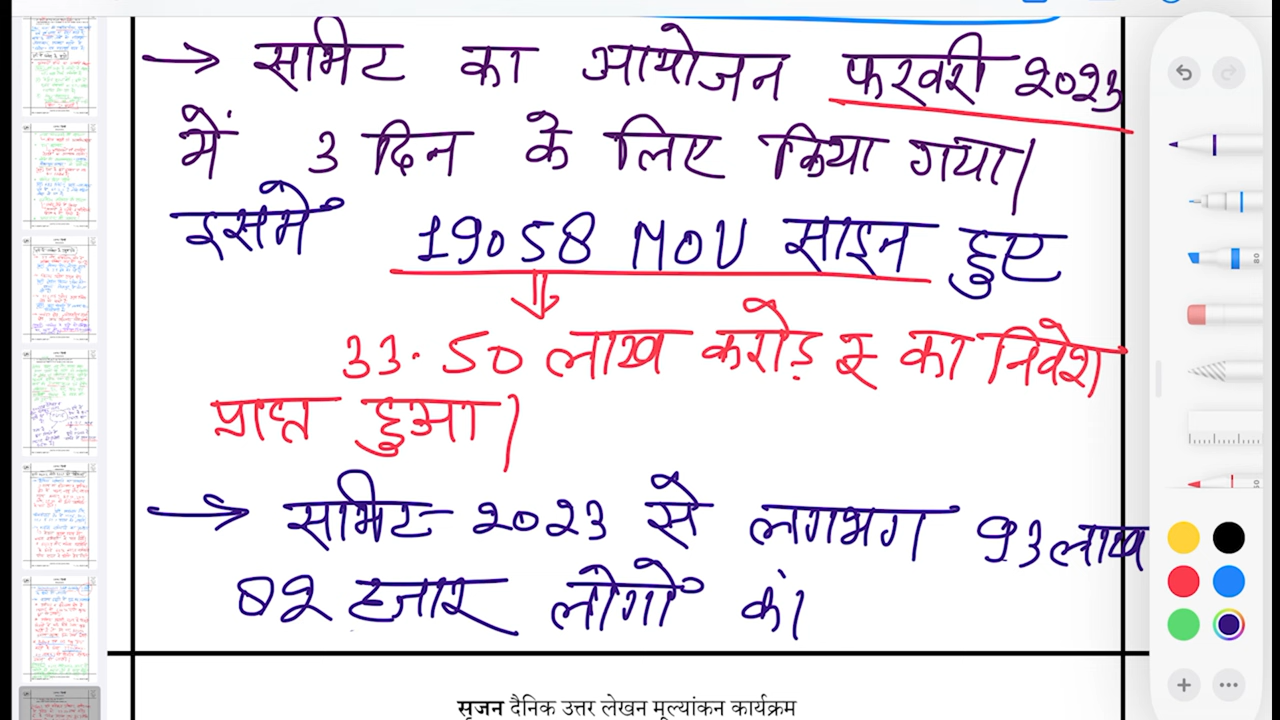 → समिट का आयोजन फरवरी 2023
में 3 दिन के लिए किया गया।
इसमें 19058 MOU साइन हुए
33.50 लाख करोड़ रू का निवेश
प्राप्त हुआ।
→ समिट 2023 से लगभग 93 लाख
82 हजार लोगों को
सृजन दैनिक उत्तर लेखन मूल्यांकन कार्यक्रम